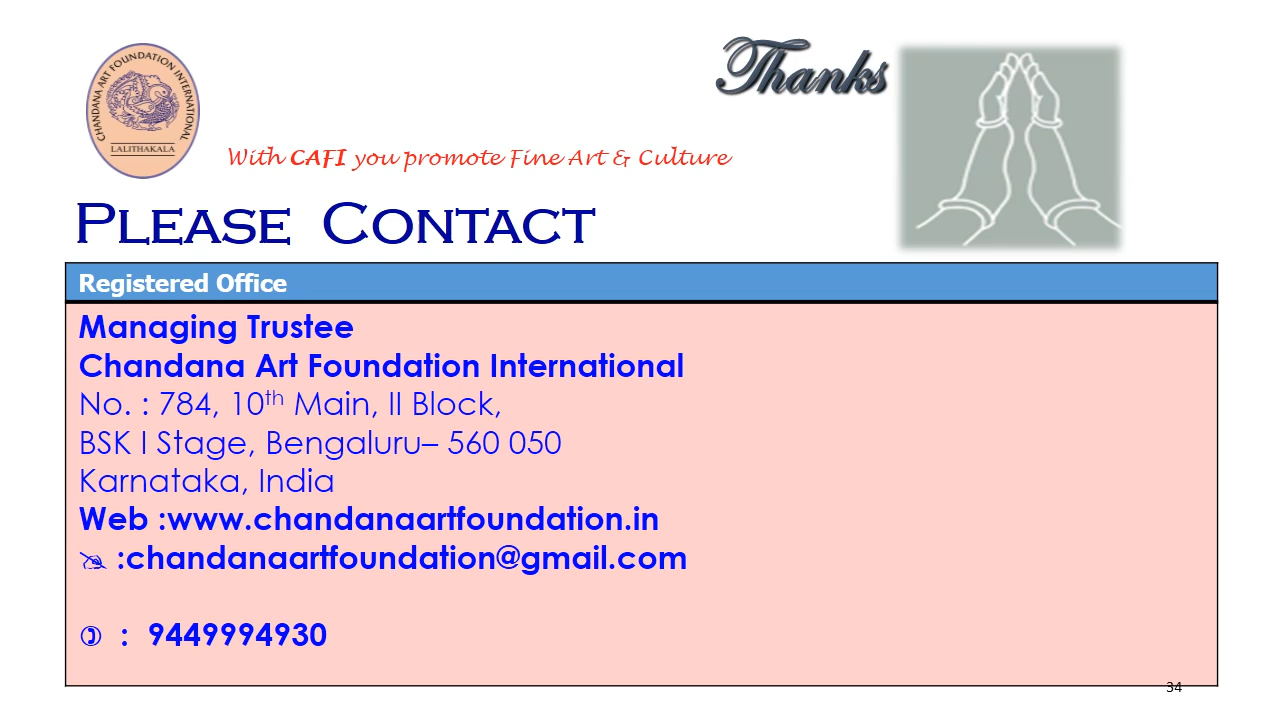 CHANDANA ART FOUNDATION INTERNATIONAL
LALITHAKALA
Thanks
With CAFI you promote Fine Art & Culture
PLEASE CONTACT
Registered Office
Managing Trustee
Chandana Art Foundation International
No. : 784, 10th Main, II Block,
BSK I Stage, Bengaluru– 560 050
Karnataka, India
Web :www.chandanaartfoundation.in
:chandanaartfoundation@gmail.com
: 9449994930
34